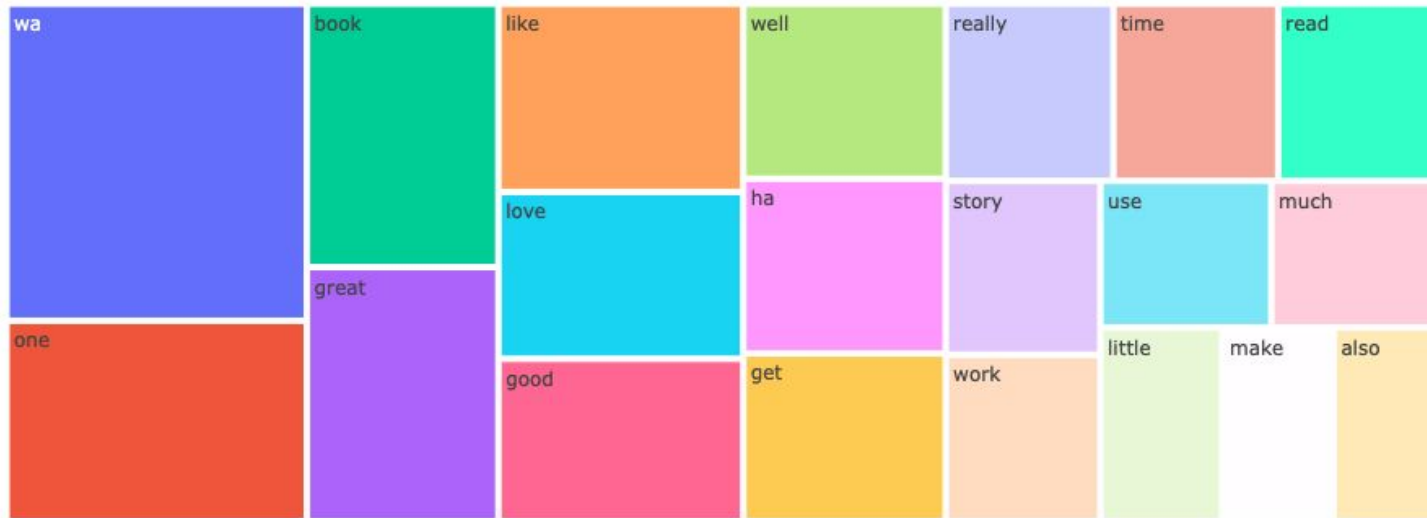 wa
book
like
well
really
time
read
love
ha
story
use
much
great
one
little
make
also
good
get
work